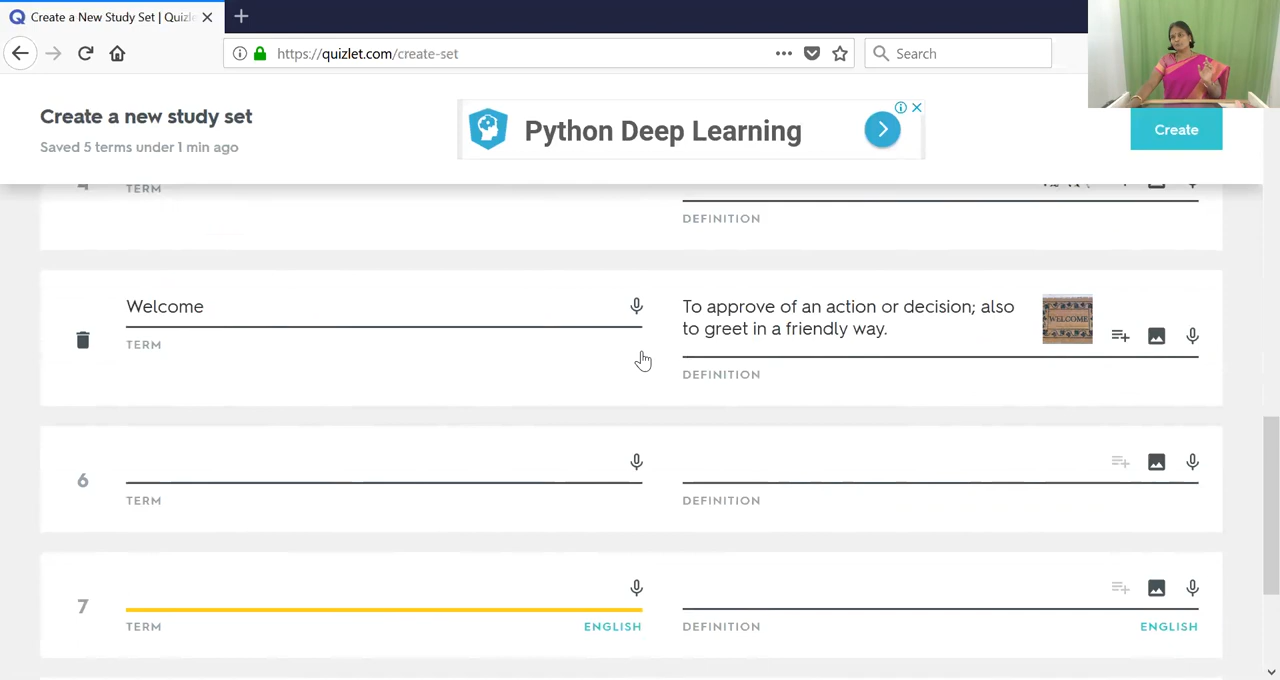 Create a New Study Set | Quizle
https://quizlet.com/create-set
Search
Create a new study set
Saved 5 terms under 1 min ago
Python Deep Learning
Create
TERM
DEFINITION
Welcome
To approve of an action or decision; also
to greet in a friendly way.
WELCOME
TERM
DEFINITION
6
TERM
DEFINITION
7
TERM
ENGLISH
DEFINITION
ENGLISH